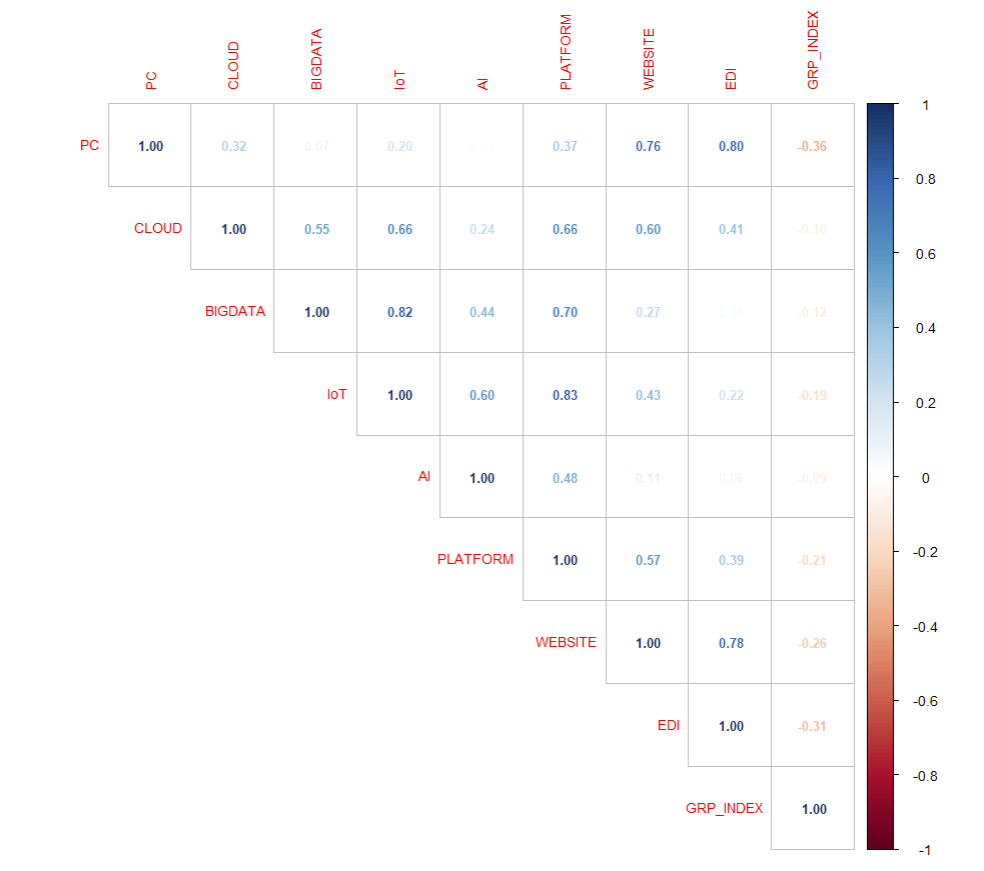 PC CLOUD BIGDATA IoT AI PLATFORM WEBSITE EDI GRP_INDEX
1
PC 1.00 0.32 0.07 0.20 0.37 0.76 0.80 -0.36
0.8
CLOUD 1.00 0.55 0.66 0.24 0.66 0.60 0.41 -0.10
0.6
BIGDATA 1.00 0.82 0.44 0.70 0.27 0.04 -0.12
0.4
IoT 1.00 0.60 0.83 0.43 0.22 -0.19
0.2
AI 1.00 0.48 0.11 0.06 -0.09
0
PLATFORM 1.00 0.57 0.39 -0.21
-0.2
-0.4
WEBSITE 1.00 0.78 -0.26
-0.6
EDI 1.00 -0.31
-0.8
GRP_INDEX 1.00
-1